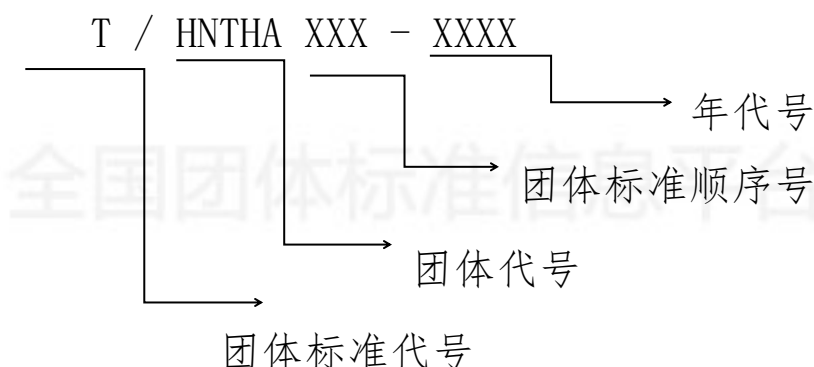 T / HNTHA XXX - XXXX
年代号
全国团体标准信息平台
团体标准顺序号
团体代号
团体标准代号